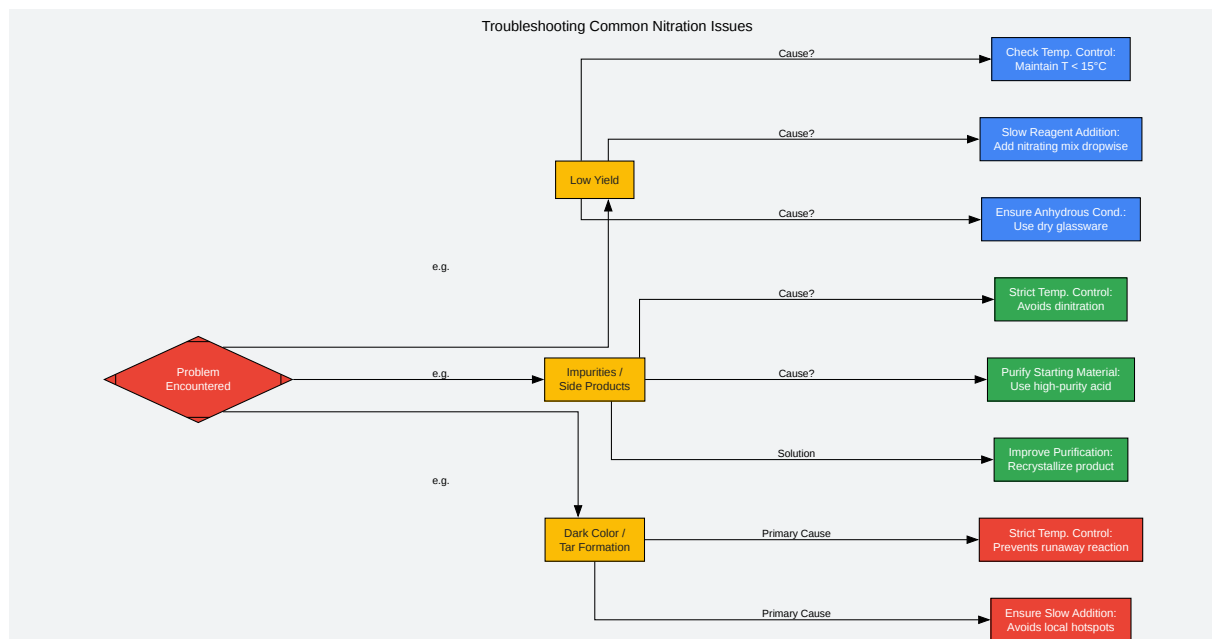 Troubleshooting Common Nitration Issues
Cause?
Check Temp. Control:
Maintain T < 15°C
Cause?
Slow Reagent Addition:
Add nitrating mix dropwise
Low Yield
Cause?
Ensure Anhydrous Cond.:
Use dry glassware
e.g.
Cause?
Strict Temp. Control:
Avoids dinitration
Problem
Encountered
e.g.
Impurities /
Side Products
Cause?
Purify Starting Material:
Use high-purity acid
Solution
Improve Purification:
Recrystallize product
e.g.
Dark Color /
Tar Formation
Primary Cause
Strict Temp. Control:
Prevents runaway reaction
Primary Cause
Ensure Slow Addition:
Avoids local hotspots